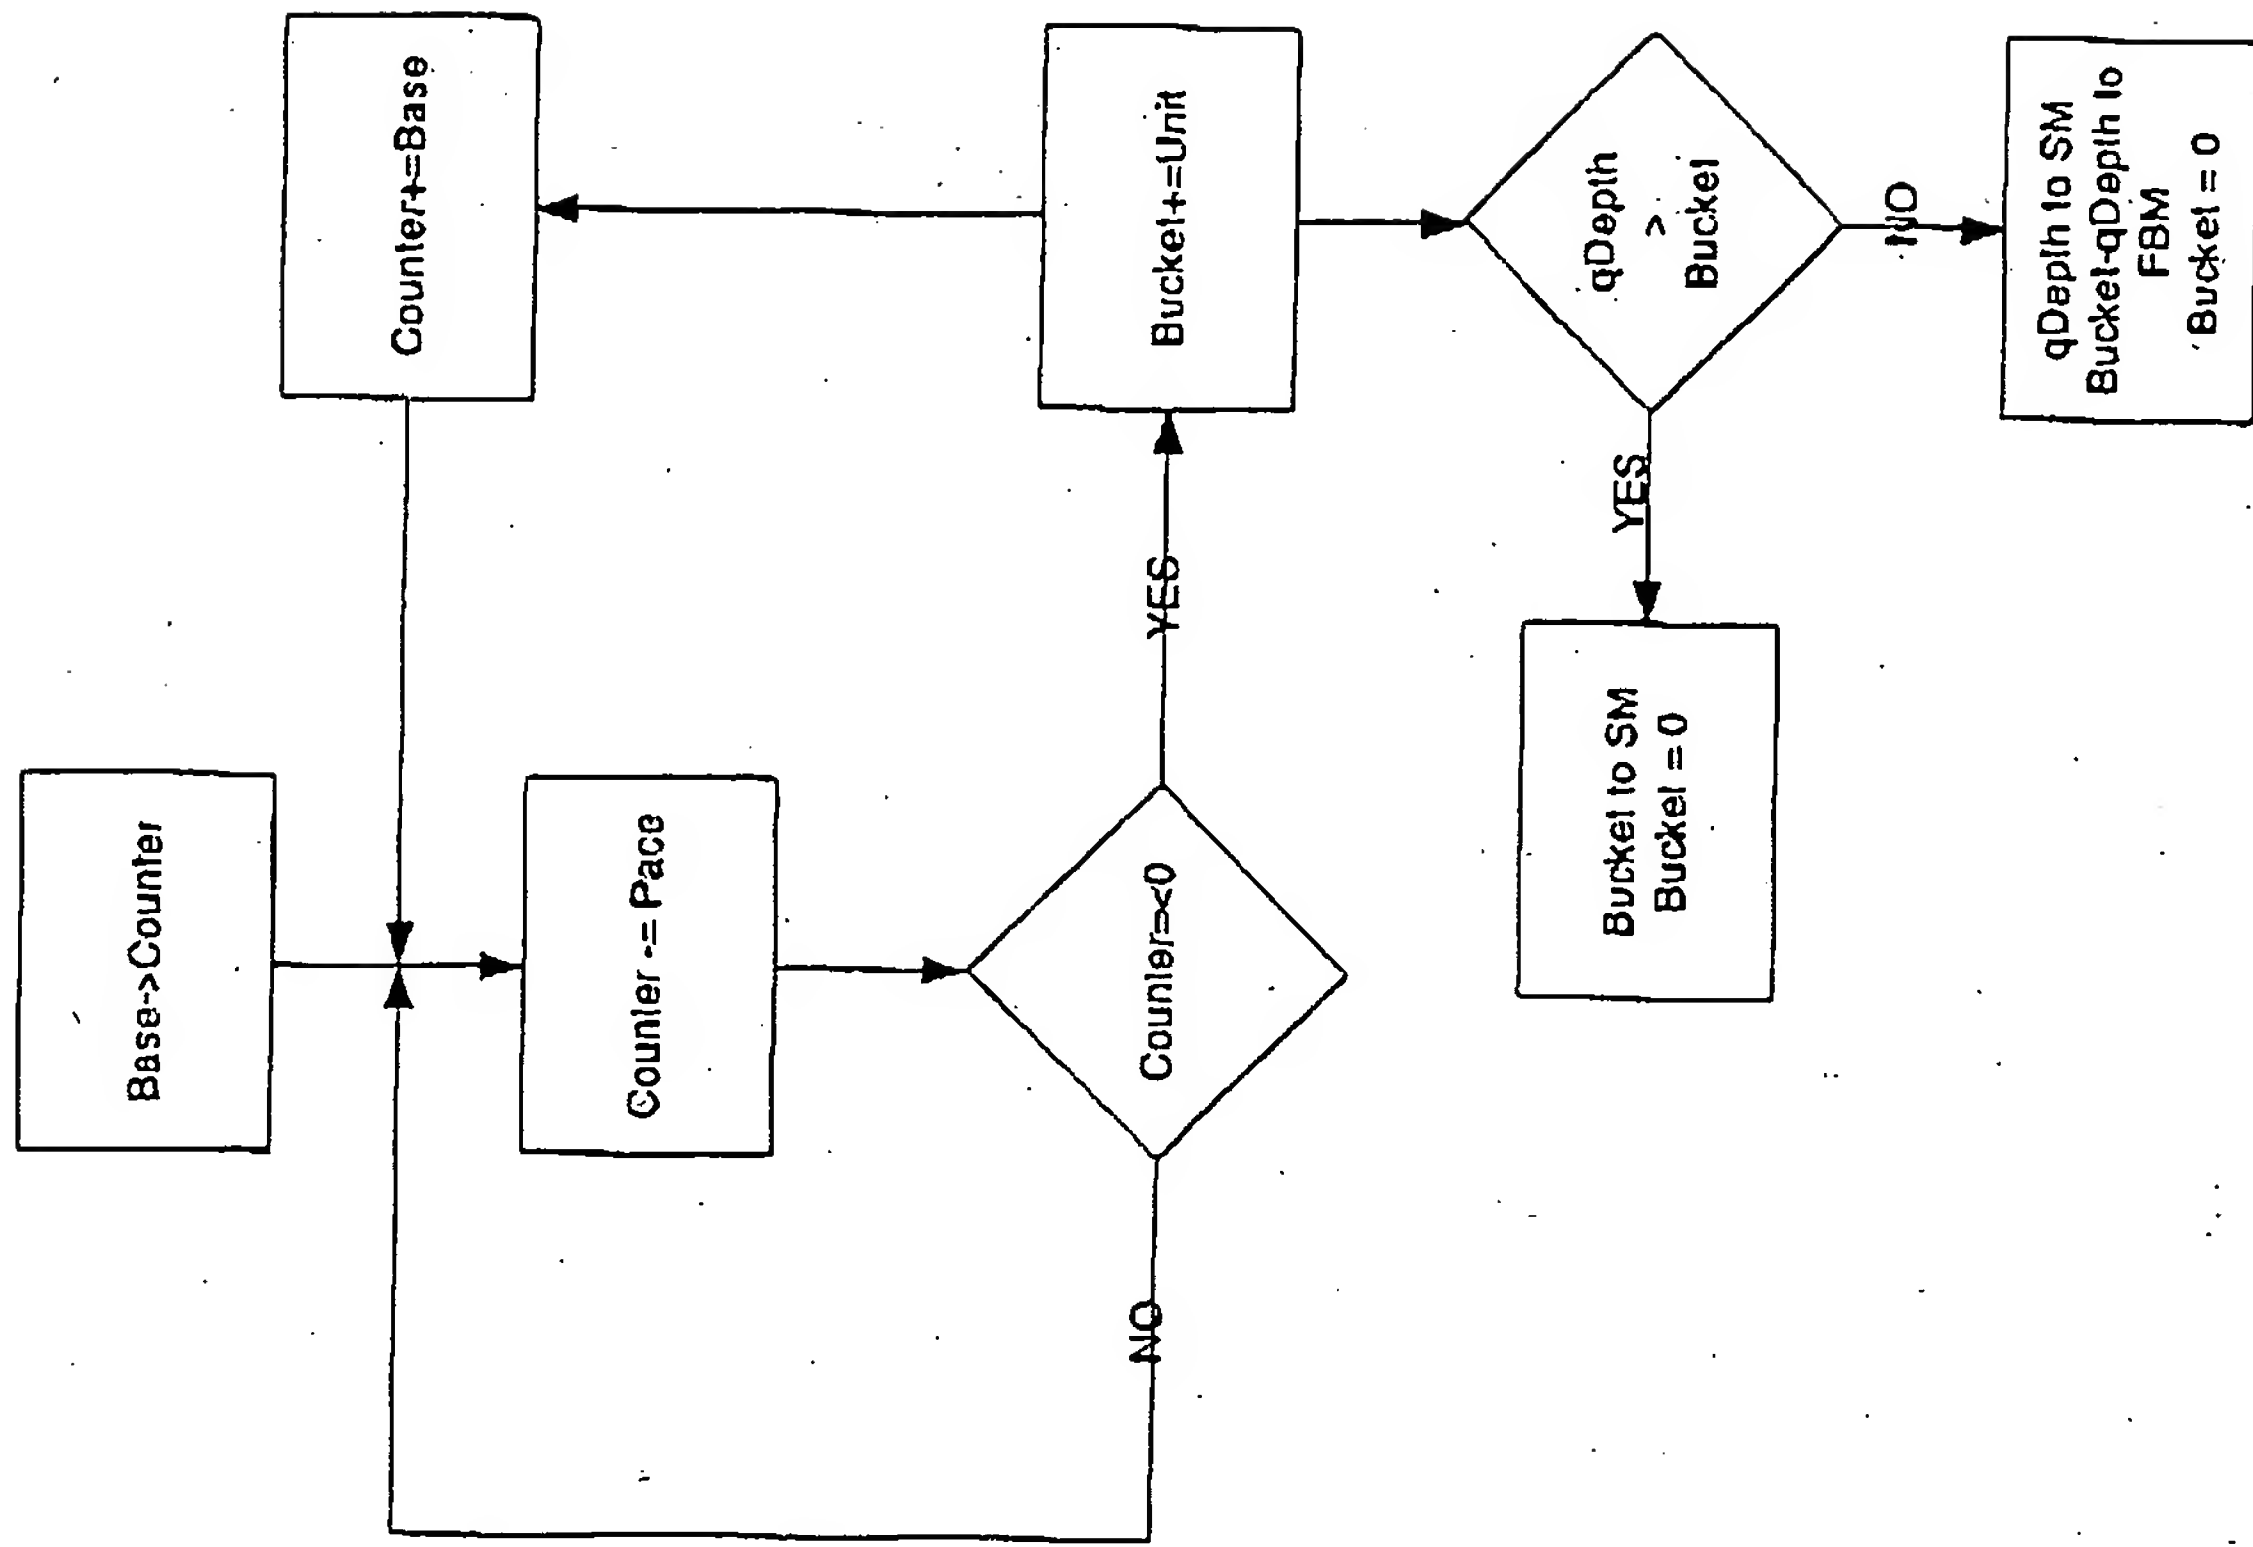 Base->Counter
Counter+=Base
Counter -= Pace
Counter=<0
YES
NO
Bucket+=Unit
qDepth
>
Bucket
YES
NO
Bucket to SM
Bucket = 0
qDepth to SM
Bucket-qDepth to
FBM
Bucket = 0